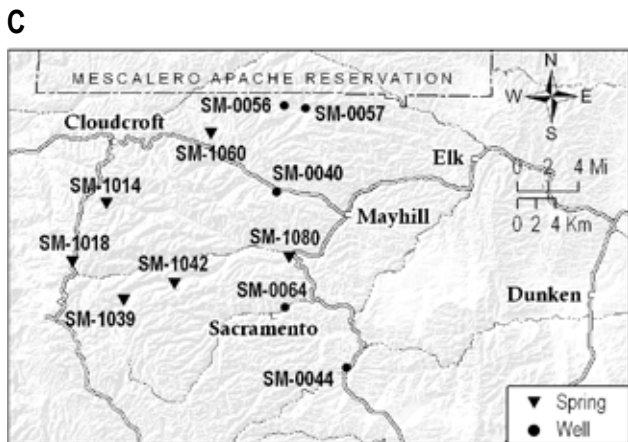 C
MESCALERO APACHE RESERVATION
N
W E
S
SM-0056
SM-0057
Cloudcroft
SM-1060
Elk
0 2 4 Mi
SM-1014
SM-0040
Mayhill
0 2 4 Km
SM-1018
SM-1042
SM-1080
SM-1039
SM-0064
Dunken
Sacramento
SM-0044
Spring
Well